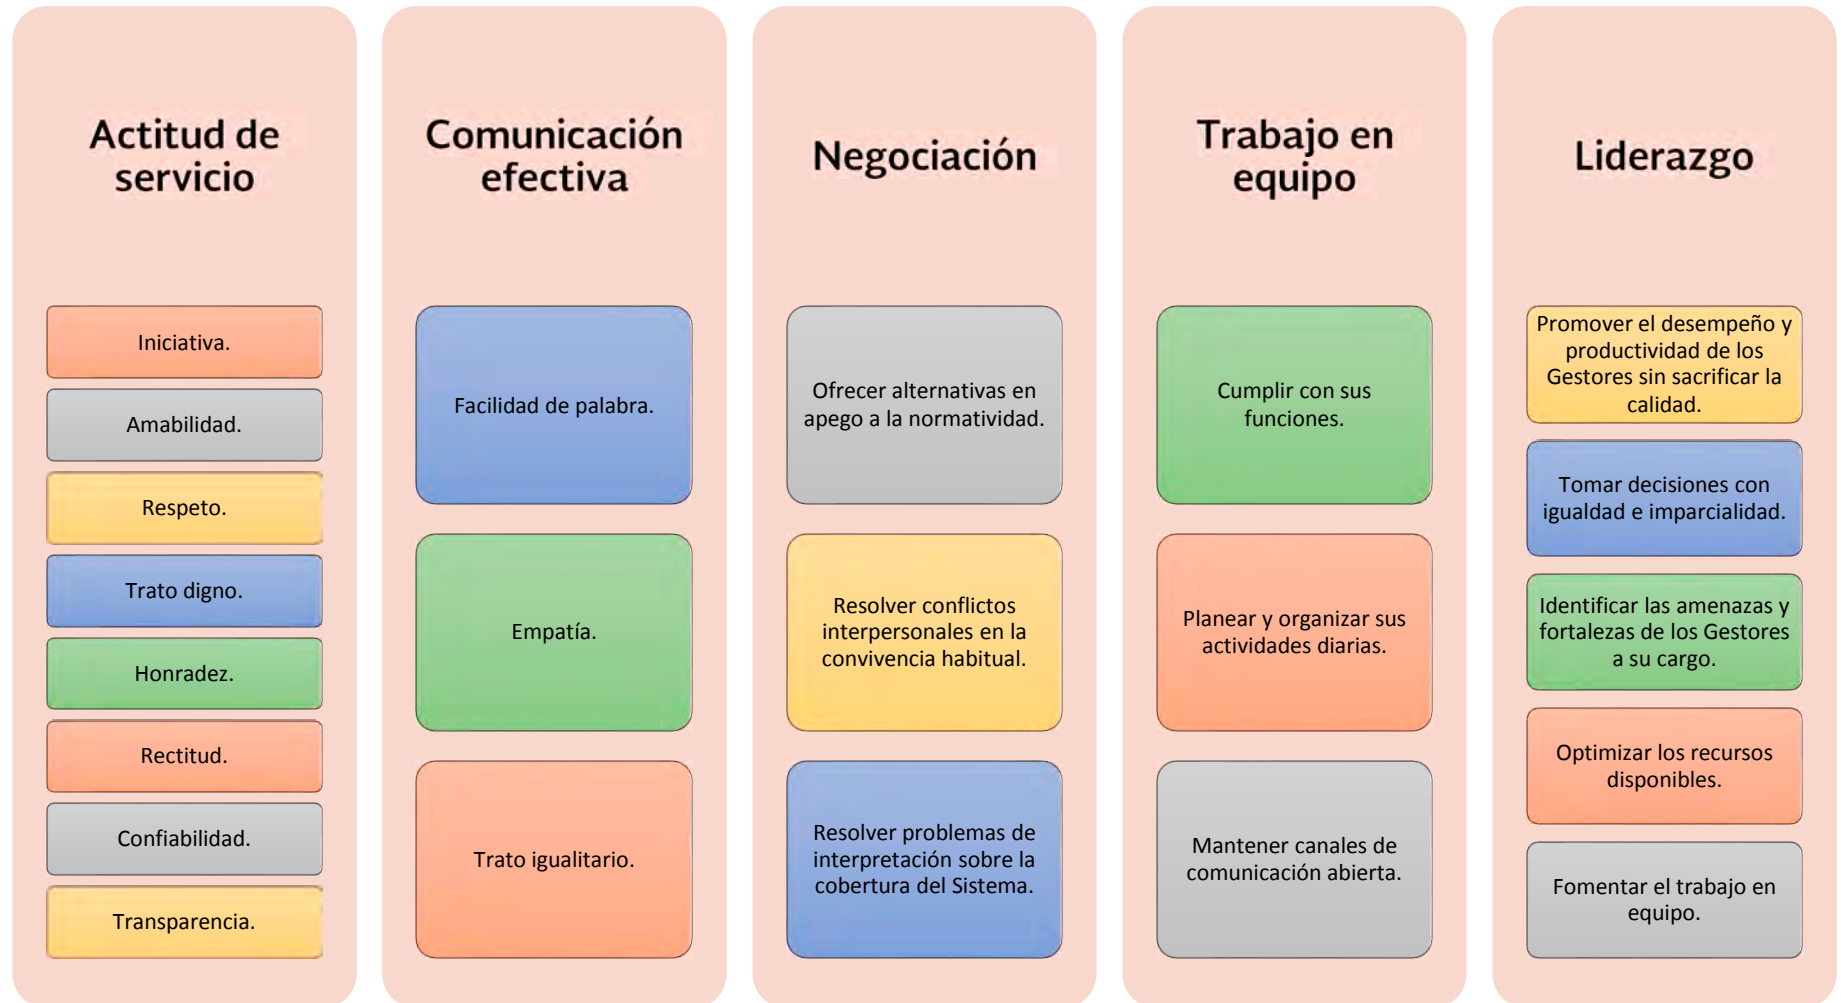 Actitud de
servicio
Iniciativa.
Amabilidad.
Respeto.
Trato digno.
Honradez.
Rectitud.
Confiabilidad.
Transparencia.
Comunicación
efectiva
Facilidad de palabra.
Empatía.
Trato igualitario.
Negociación
Ofrecer alternativas en
apego a la normatividad.
Resolver conflictos
interpersonales en la
convivencia habitual.
Resolver problemas de
interpretación sobre la
cobertura del Sistema.
Trabajo en
equipo
Cumplir con sus
funciones.
Planear y organizar sus
actividades diarias.
Mantener canales de
comunicación abierta.
Liderazgo
Promover el desempeño y
productividad de los
Gestores sin sacrificar la
calidad.
Tomar decisiones con
igualdad e imparcialidad.
Identificar las amenazas y
fortalezas de los Gestores
a su cargo.
Optimizar los recursos
disponibles.
Fomentar el trabajo en
equipo.